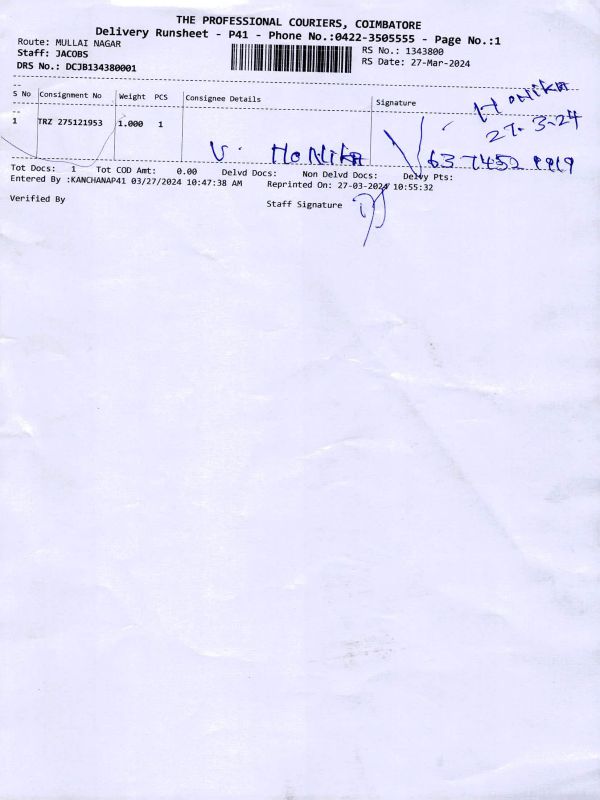 THE PROFESSIONAL COURIERS, COIMBATORE
Delivery Runsheet - P41 - Phone No.:0422-3505555 - Page No.:1
Route: MULLAI NAGAR
Staff: JACOBS
RS No.: 1343800
DRS No.: DCJB134380001
RS Date: 27-Mar-2024
S No Consignment No Weight PCS Consignee Details Signature
27.3.24
1 TRZ 275121953 1.000 1
Tot Docs: 1 Tot COD Amt: 0.00 Delvd Docs: Non Delvd Docs: Delvy Pts:
Entered By :KANCHANAP41 03/27/2024 10:47:38 AM Reprinted On: 27-03-2024 10:55:32
Verified By Staff Signature